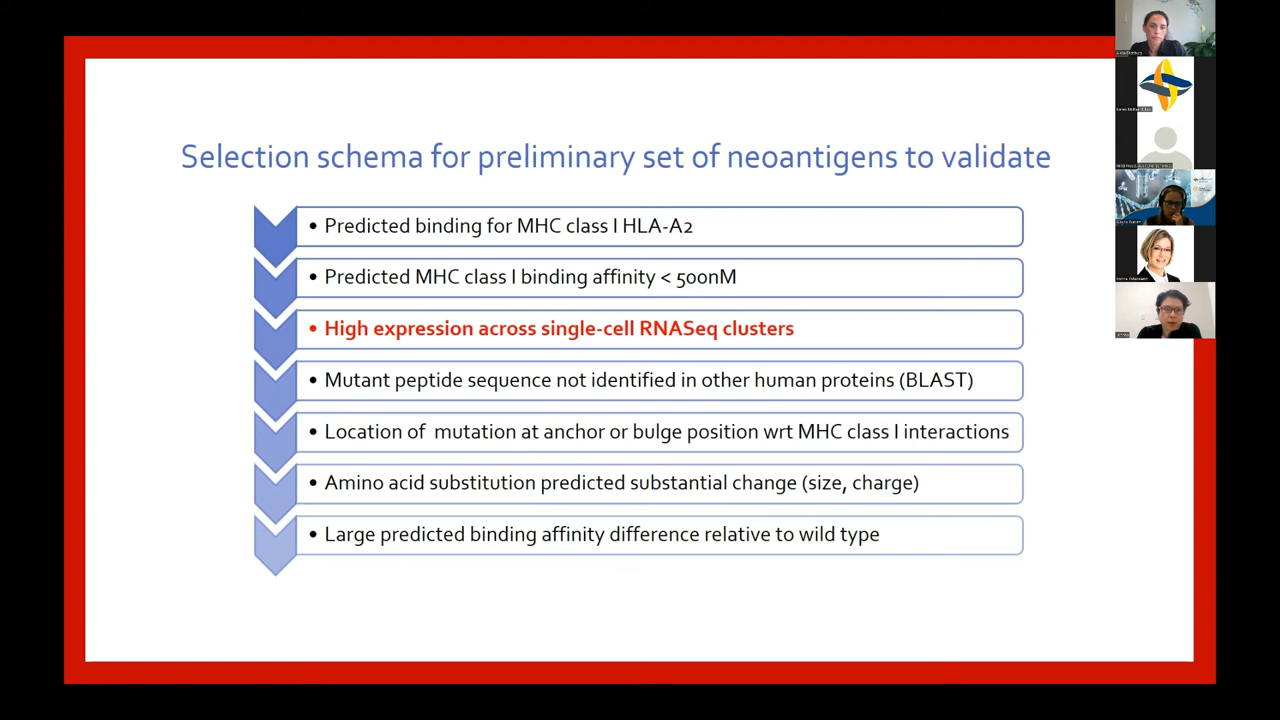 Selection schema for preliminary set of neoantigens to validate
• Predicted binding for MHC class I HLA-A2
• Predicted MHC class I binding affinity < 500nM
• High expression across single-cell RNASeq clusters
• Mutant peptide sequence not identified in other human proteins (BLAST)
• Location of mutation at anchor or bulge position wrt MHC class I interactions
• Amino acid substitution predicted substantial change (size, charge)
• Large predicted binding affinity difference relative to wild type